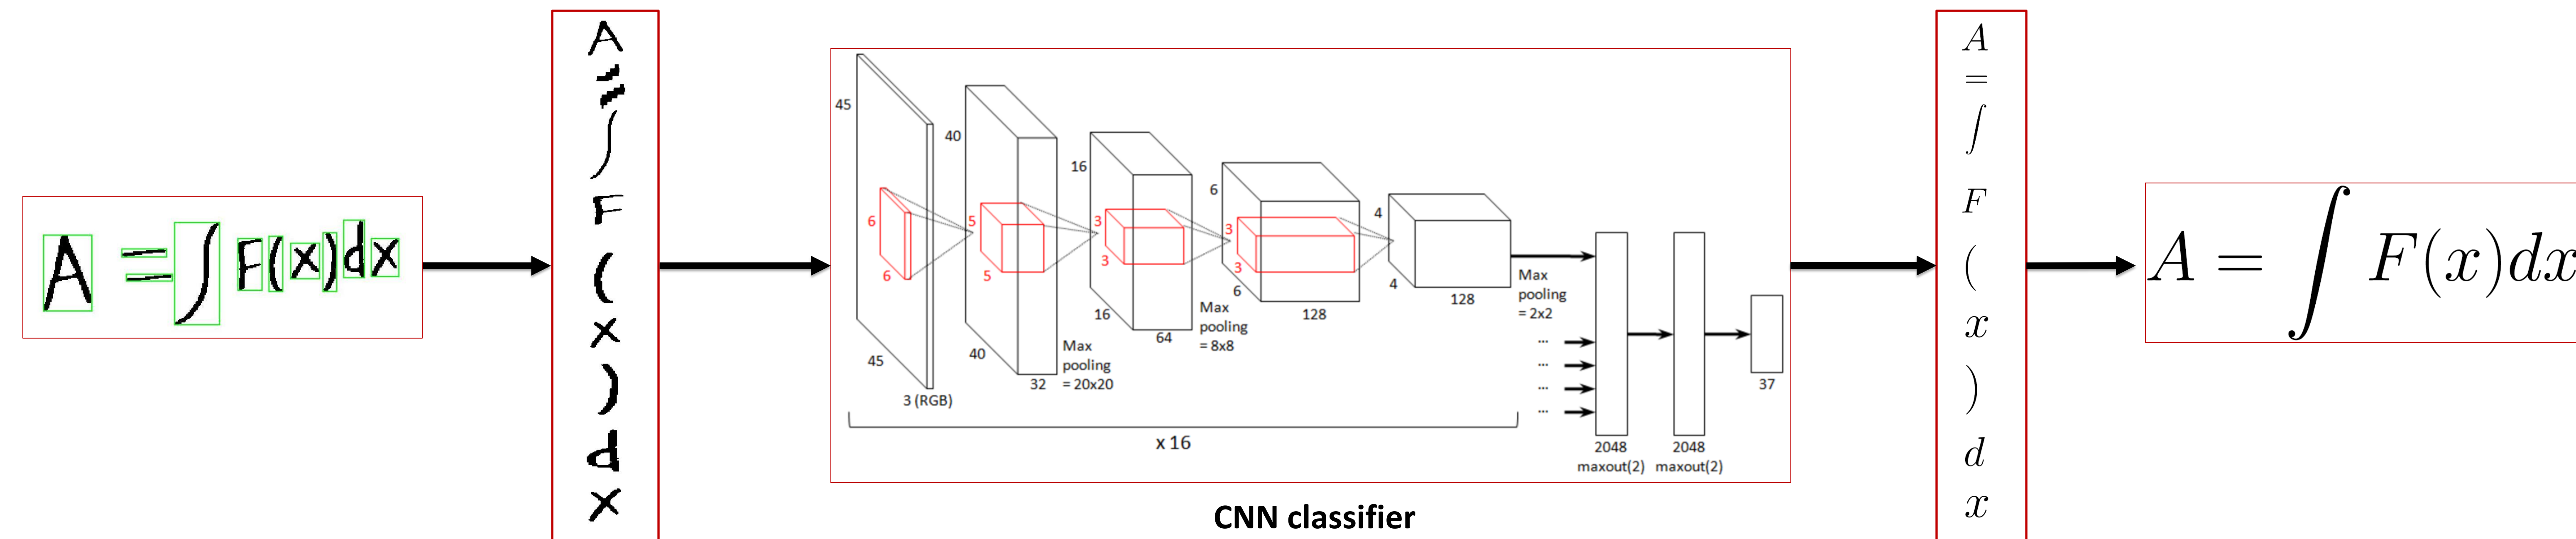 A = ∫ F(x)dx
A
=
∫
F
(
x
)
d
x
45
45
3 (RGB)
6
6
40
40
32
5
5
Max
pooling
= 20x20
16
16
64
3
3
Max
pooling
= 8x8
6
6
128
3
3
4
4
128
Max
pooling
= 2x2
...
...
...
...
x 16
2048
maxout(2)
2048
maxout(2)
37
CNN classifier
A
=
∫
F
(
x
)
d
x
A = ∫ F(x)dx